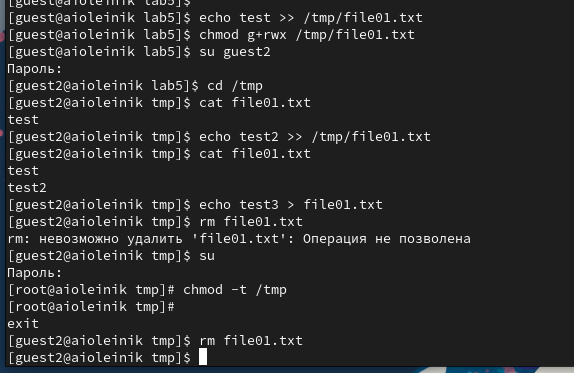 [guest@aioleinik lab5]$
[guest@aioleinik lab5]$ echo test >> /tmp/file01.txt
[guest@aioleinik lab5]$ chmod g+rwx /tmp/file01.txt
[guest@aioleinik lab5]$ su guest2
Пароль:
[guest2@aioleinik lab5]$ cd /tmp
[guest2@aioleinik tmp]$ cat file01.txt
test
[guest2@aioleinik tmp]$ echo test2 >> /tmp/file01.txt
[guest2@aioleinik tmp]$ cat file01.txt
test
test2
[guest2@aioleinik tmp]$ echo test3 > file01.txt
[guest2@aioleinik tmp]$ rm file01.txt
rm: невозможно удалить 'file01.txt': Операция не позволена
[guest2@aioleinik tmp]$ su
Пароль:
[root@aioleinik tmp]# chmod -t /tmp
[root@aioleinik tmp]#
exit
[guest2@aioleinik tmp]$ rm file01.txt
[guest2@aioleinik tmp]$